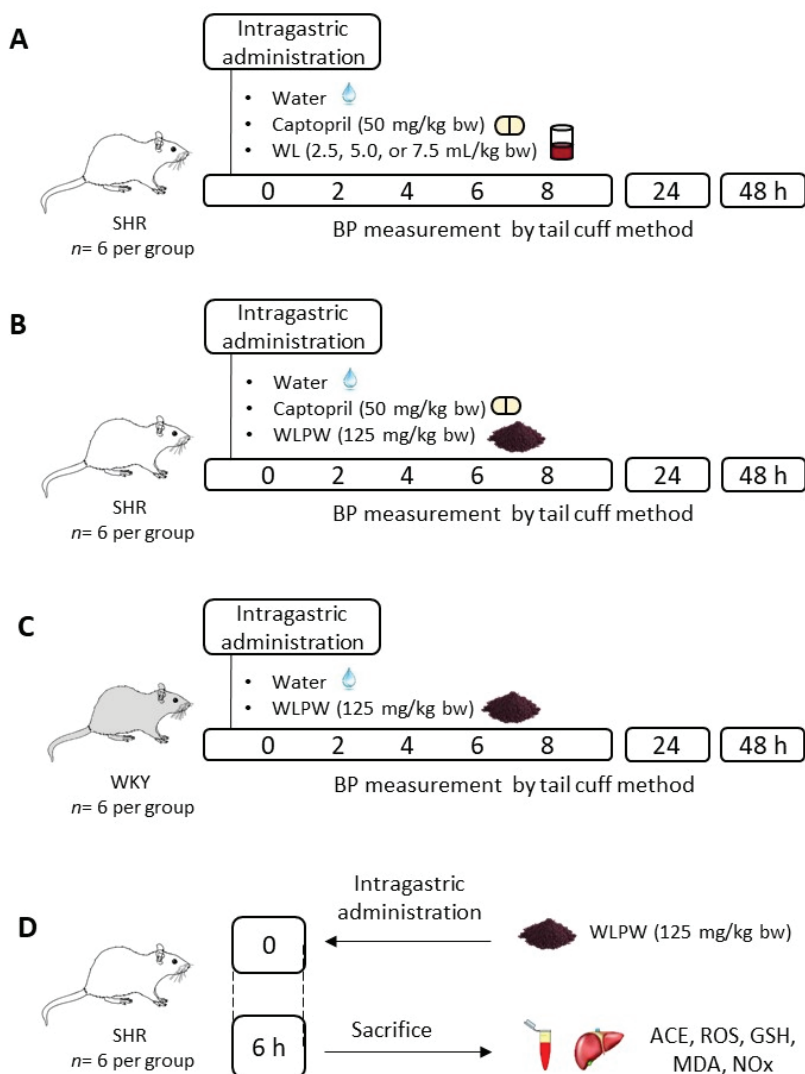 A
Intragastric
administration
• Water
• Captopril (50 mg/kg bw)
• WL (2.5, 5.0, or 7.5 mL/kg bw)
0 2 4 6 8 24 48 h
SHR
n= 6 per group
BP measurement by tail cuff method
B
Intragastric
administration
• Water
• Captopril (50 mg/kg bw)
• WLPW (125 mg/kg bw)
0 2 4 6 8 24 48 h
SHR
n= 6 per group
BP measurement by tail cuff method
C
Intragastric
administration
• Water
• WLPW (125 mg/kg bw)
0 2 4 6 8 24 48 h
WKY
n= 6 per group
BP measurement by tail cuff method
D
Intragastric
administration
0
WLPW (125 mg/kg bw)
SHR
n= 6 per group
6 h
Sacrifice
ACE, ROS, GSH,
MDA, NOx